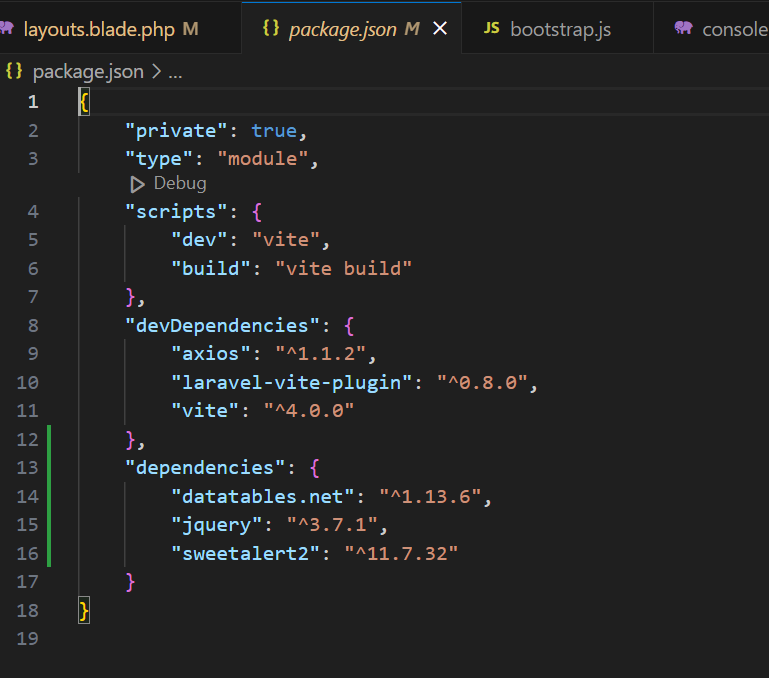 layouts.blade.php M
{} package.json M
JS bootstrap.js
console
{} package.json > ...
1 {
2 "private": true,
3 "type": "module",
Debug
4 "scripts": {
5 "dev": "vite",
6 "build": "vite build"
7 },
8 "devDependencies": {
9 "axios": "^1.1.2",
10 "laravel-vite-plugin": "^0.8.0",
11 "vite": "^4.0.0"
12 },
13 "dependencies": {
14 "datatables.net": "^1.13.6",
15 "jquery": "^3.7.1",
16 "sweetalert2": "^11.7.32"
17 }
18 }
19